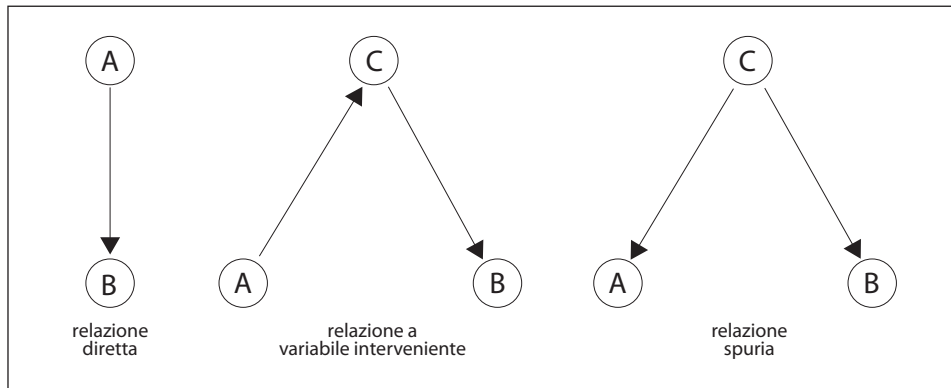 A
C
C
B
A
B
A
B
relazione
diretta
relazione a
variabile interveniente
relazione
spuria